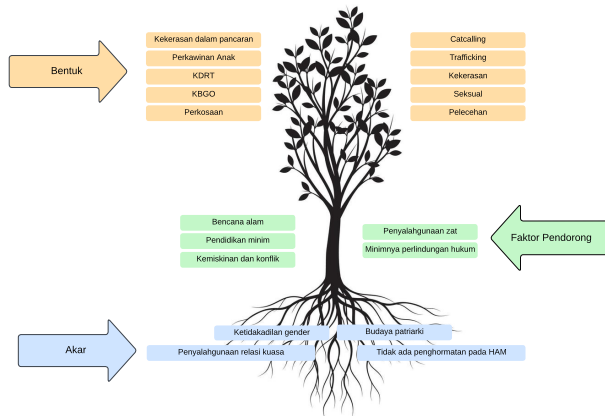 Kekerasan dalam pancaran
Perkawinan Anak
KDRT
KBGO
Perkosaan
Catcalling
Trafficking
Kekerasan
Seksual
Pelecehan
Bentuk
Bencana alam
Pendidikan minim
Kemiskinan dan konflik
Penyalahgunaan zat
Minimnya perlindungan hukum
Faktor Pendorong
Ketidakadilan gender
Budaya patriarki
Penyalahgunaan relasi kuasa
Tidak ada penghormatan pada HAM
Akar